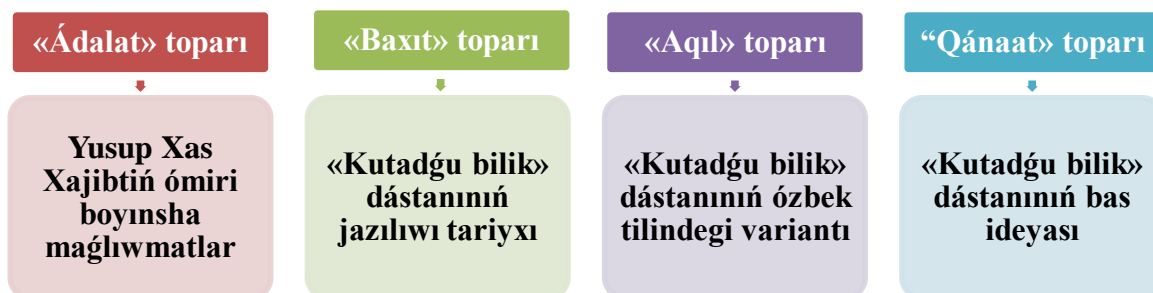 «Ádalat» toparı
«Baxıt» toparı
«Aqıl» toparı
“Qánaat» toparı
Yusup Xas
Xajibtiń ómiri
boyınsha
maǵlıwmatlar
«Kutadǵu bilik»
dástanınıń
jazılıwı tariyxı
«Kutadǵu bilik»
dástanınıń ózbek
tilindegi variantı
«Kutadǵu bilik»
dástanınıń bas
ideyası